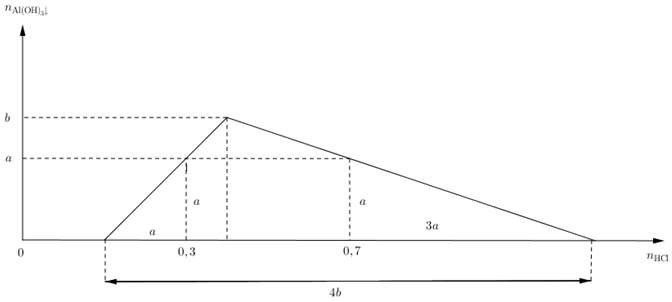 n_{Al(OH)_3↓}
b
a
a
a
a
3a
0
0,3
0,7
n_{HCl}
4b